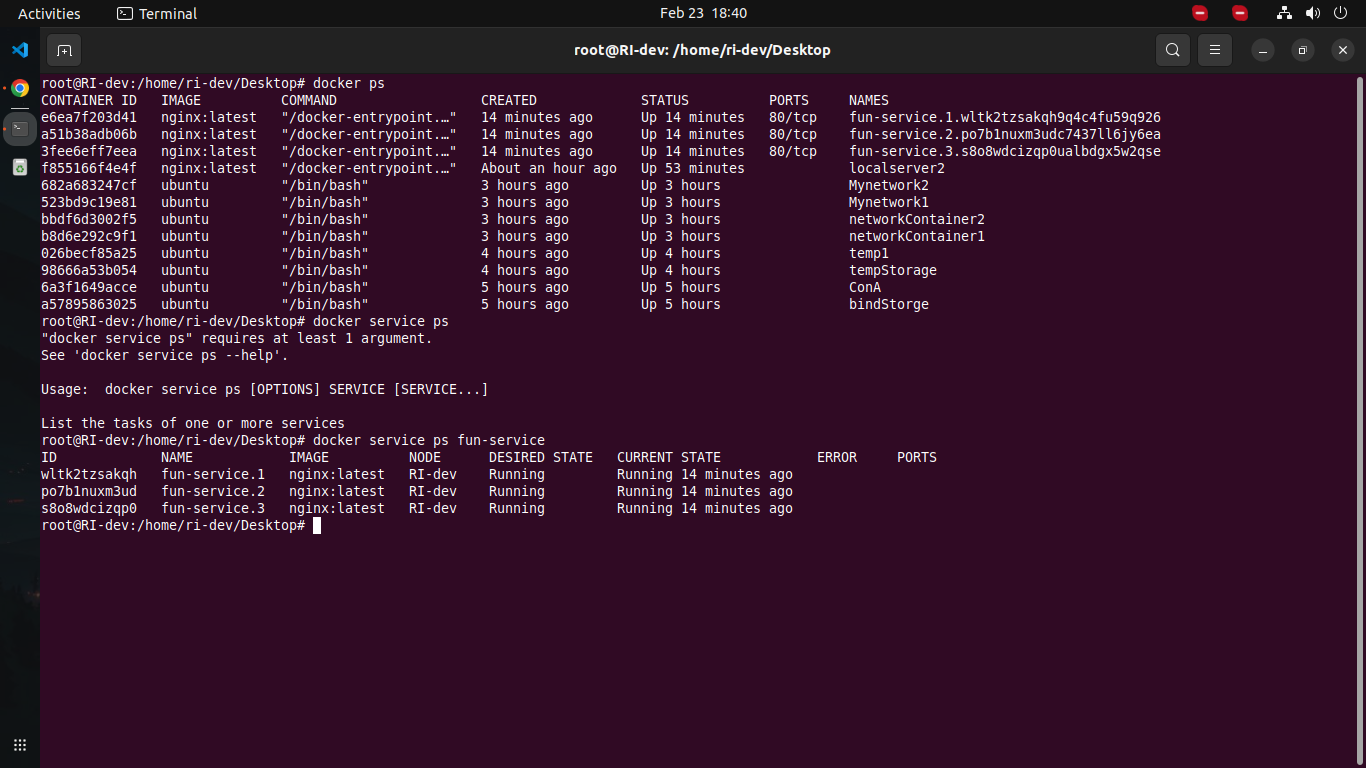 Activities Terminal Feb 23 18:40
root@RI-dev: /home/ri-dev/Desktop
root@RI-dev:/home/ri-dev/Desktop# docker ps
CONTAINER ID   IMAGE          COMMAND                  CREATED             STATUS          PORTS     NAMES
e6ea7f203d41   nginx:latest   "/docker-entrypoint.…"   14 minutes ago      Up 14 minutes   80/tcp    fun-service.1.wltk2tzsakqh9q4c4fu59q926
a51b38adb06b   nginx:latest   "/docker-entrypoint.…"   14 minutes ago      Up 14 minutes   80/tcp    fun-service.2.po7b1nuxm3udc7437ll6jy6ea
3fee6eff7eea   nginx:latest   "/docker-entrypoint.…"   14 minutes ago      Up 14 minutes   80/tcp    fun-service.3.s8o8wdcizqp0ualbdgx5w2qse
f855166f4e4f   nginx:latest   "/docker-entrypoint.…"   About an hour ago   Up 53 minutes             localserver2
682a683247cf   ubuntu         "/bin/bash"              3 hours ago         Up 3 hours                Mynetwork2
523bd9c19e81   ubuntu         "/bin/bash"              3 hours ago         Up 3 hours                Mynetwork1
bbdf6d3002f5   ubuntu         "/bin/bash"              3 hours ago         Up 3 hours                networkContainer2
b8d6e292c9f1   ubuntu         "/bin/bash"              3 hours ago         Up 3 hours                networkContainer1
026becf85a25   ubuntu         "/bin/bash"              4 hours ago         Up 4 hours                temp1
98666a53b054   ubuntu         "/bin/bash"              4 hours ago         Up 4 hours                tempStorage
6a3f1649acce   ubuntu         "/bin/bash"              5 hours ago         Up 5 hours                ConA
a57895863025   ubuntu         "/bin/bash"              5 hours ago         Up 5 hours                bindStorge
root@RI-dev:/home/ri-dev/Desktop# docker service ps
"docker service ps" requires at least 1 argument.
See 'docker service ps --help'.

Usage:  docker service ps [OPTIONS] SERVICE [SERVICE...]

List the tasks of one or more services
root@RI-dev:/home/ri-dev/Desktop# docker service ps fun-service
ID             NAME            IMAGE          NODE      DESIRED STATE   CURRENT STATE            ERROR     PORTS
wltk2tzsakqh   fun-service.1   nginx:latest   RI-dev    Running         Running 14 minutes ago
po7b1nuxm3ud   fun-service.2   nginx:latest   RI-dev    Running         Running 14 minutes ago
s8o8wdcizqp0   fun-service.3   nginx:latest   RI-dev    Running         Running 14 minutes ago
root@RI-dev:/home/ri-dev/Desktop#